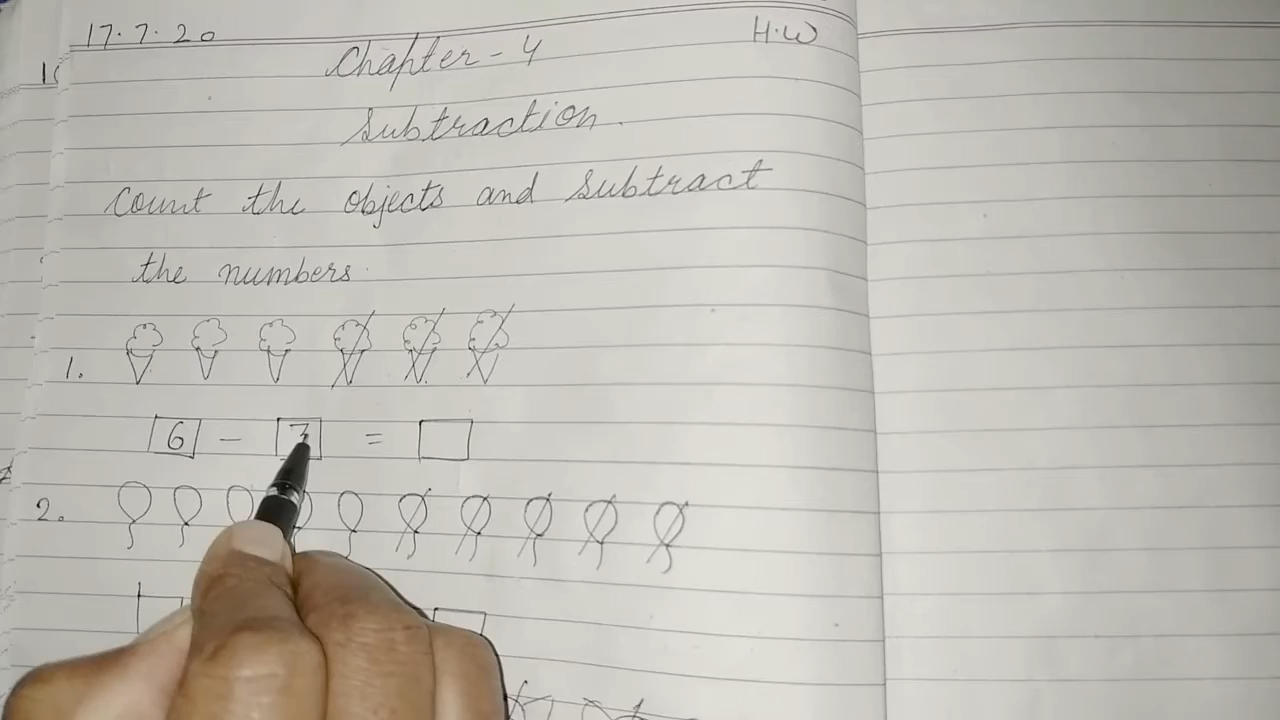 17.7.20
H.W
Chapter-4
Subtraction.
Count the objects and subtract
the numbers.
1.
6 - 3 =
2.